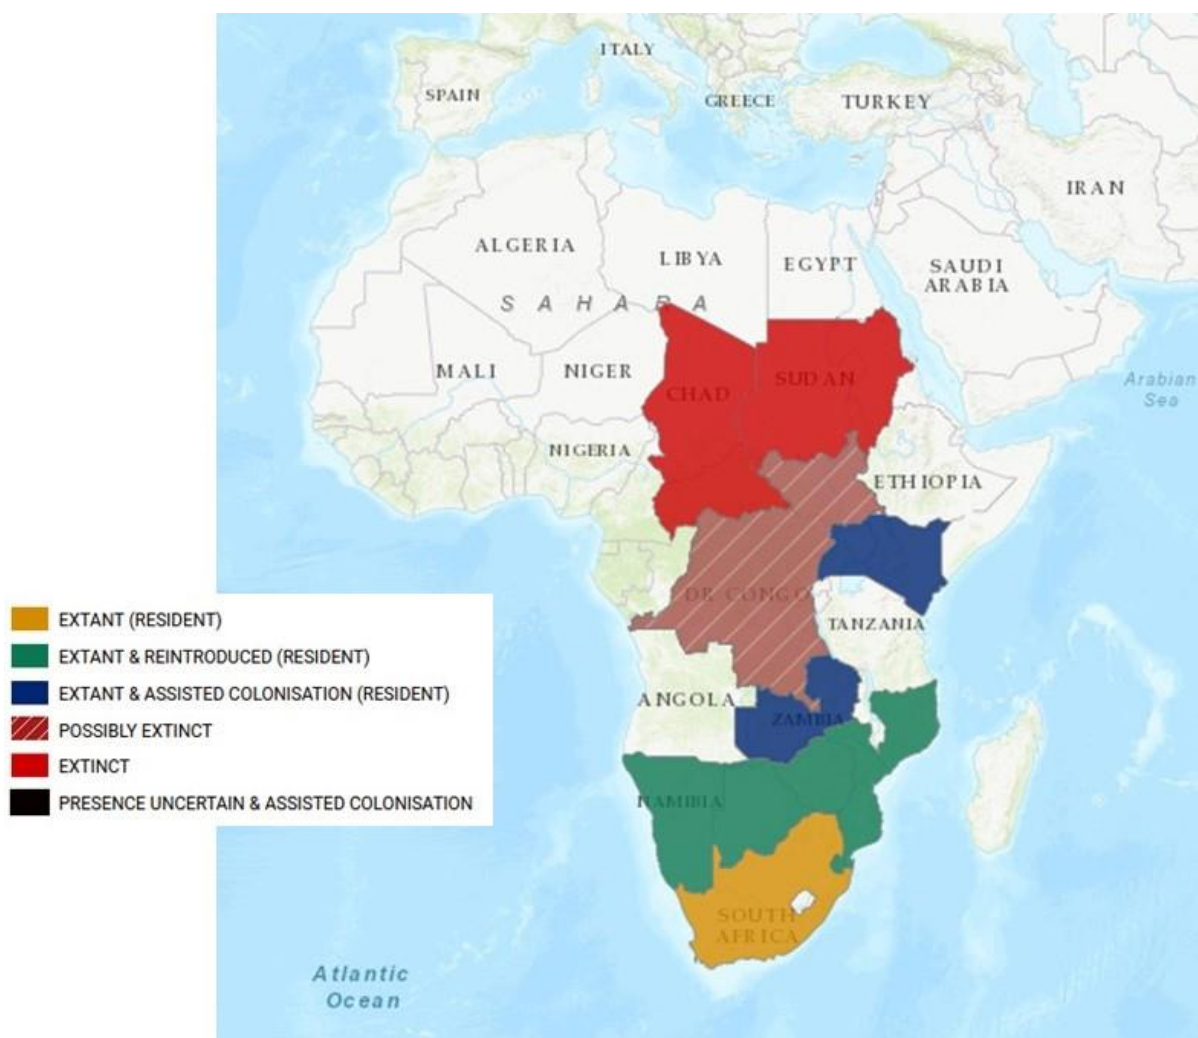 ITALY
SPAIN
GREECE
TURKEY
IRAN
ALGERIA
LIBYA
EGYPT
SAUDI
ARABIA
SAHARA
MALI
NIGER
CHAD
SUDAN
Arabian
Sea
NIGERIA
ETHIOPIA
DR CONGO
TANZANIA
ANGOLA
ZAMBIA
NAMIBIA
SOUTH
AFRICA
Atlantic
Ocean
EXTANT (RESIDENT)
EXTANT & REINTRODUCED (RESIDENT)
EXTANT & ASSISTED COLONISATION (RESIDENT)
POSSIBLY EXTINCT
EXTINCT
PRESENCE UNCERTAIN & ASSISTED COLONISATION